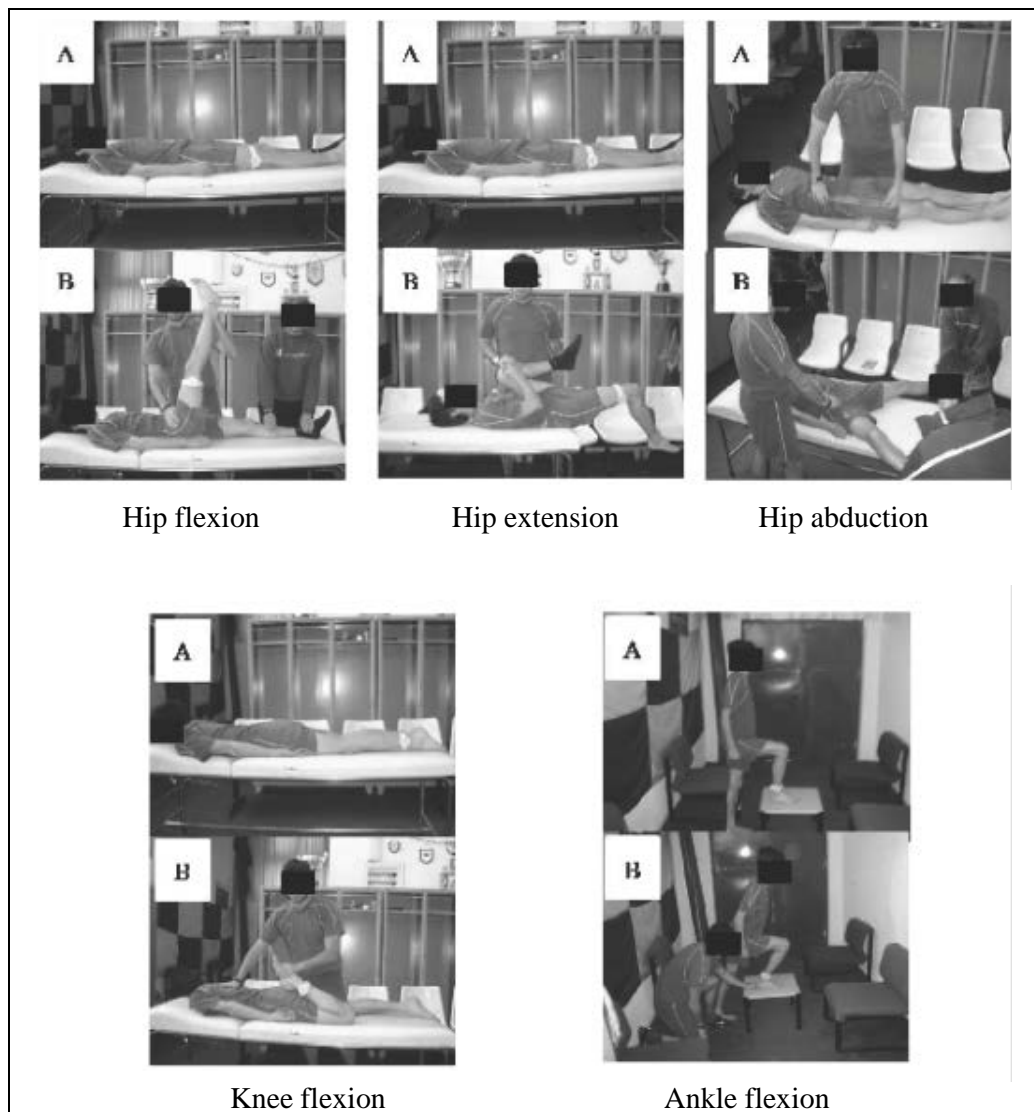 A A A
B B B
Hip flexion Hip extension Hip abduction
A A
B B
Knee flexion Ankle flexion